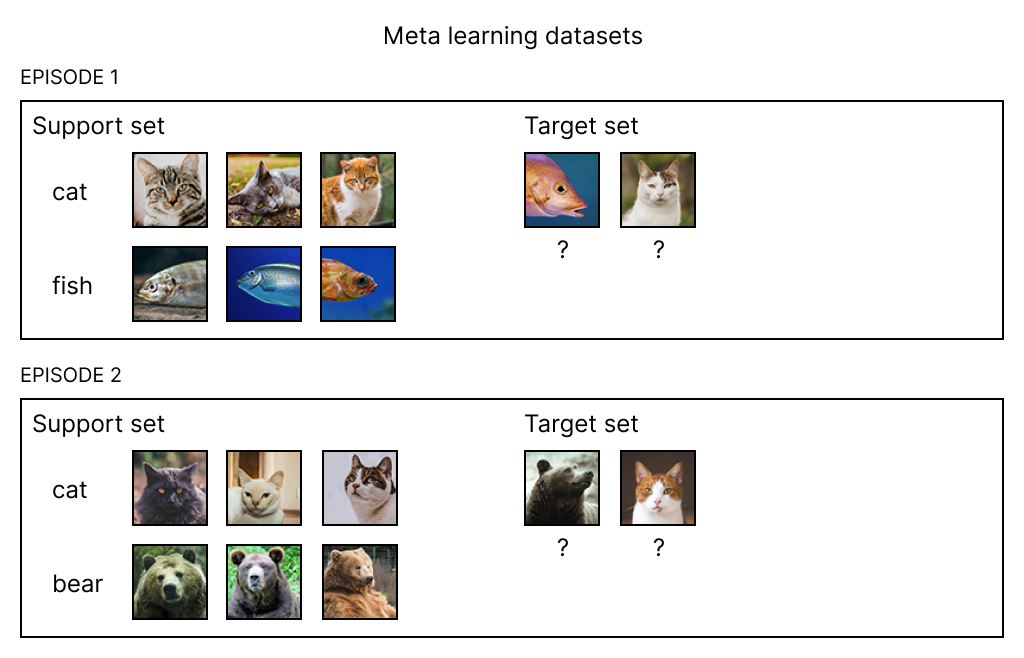 Meta learning datasets
EPISODE 1
Support set
Target set
cat
? ?
fish
EPISODE 2
Support set
Target set
cat
? ?
bear